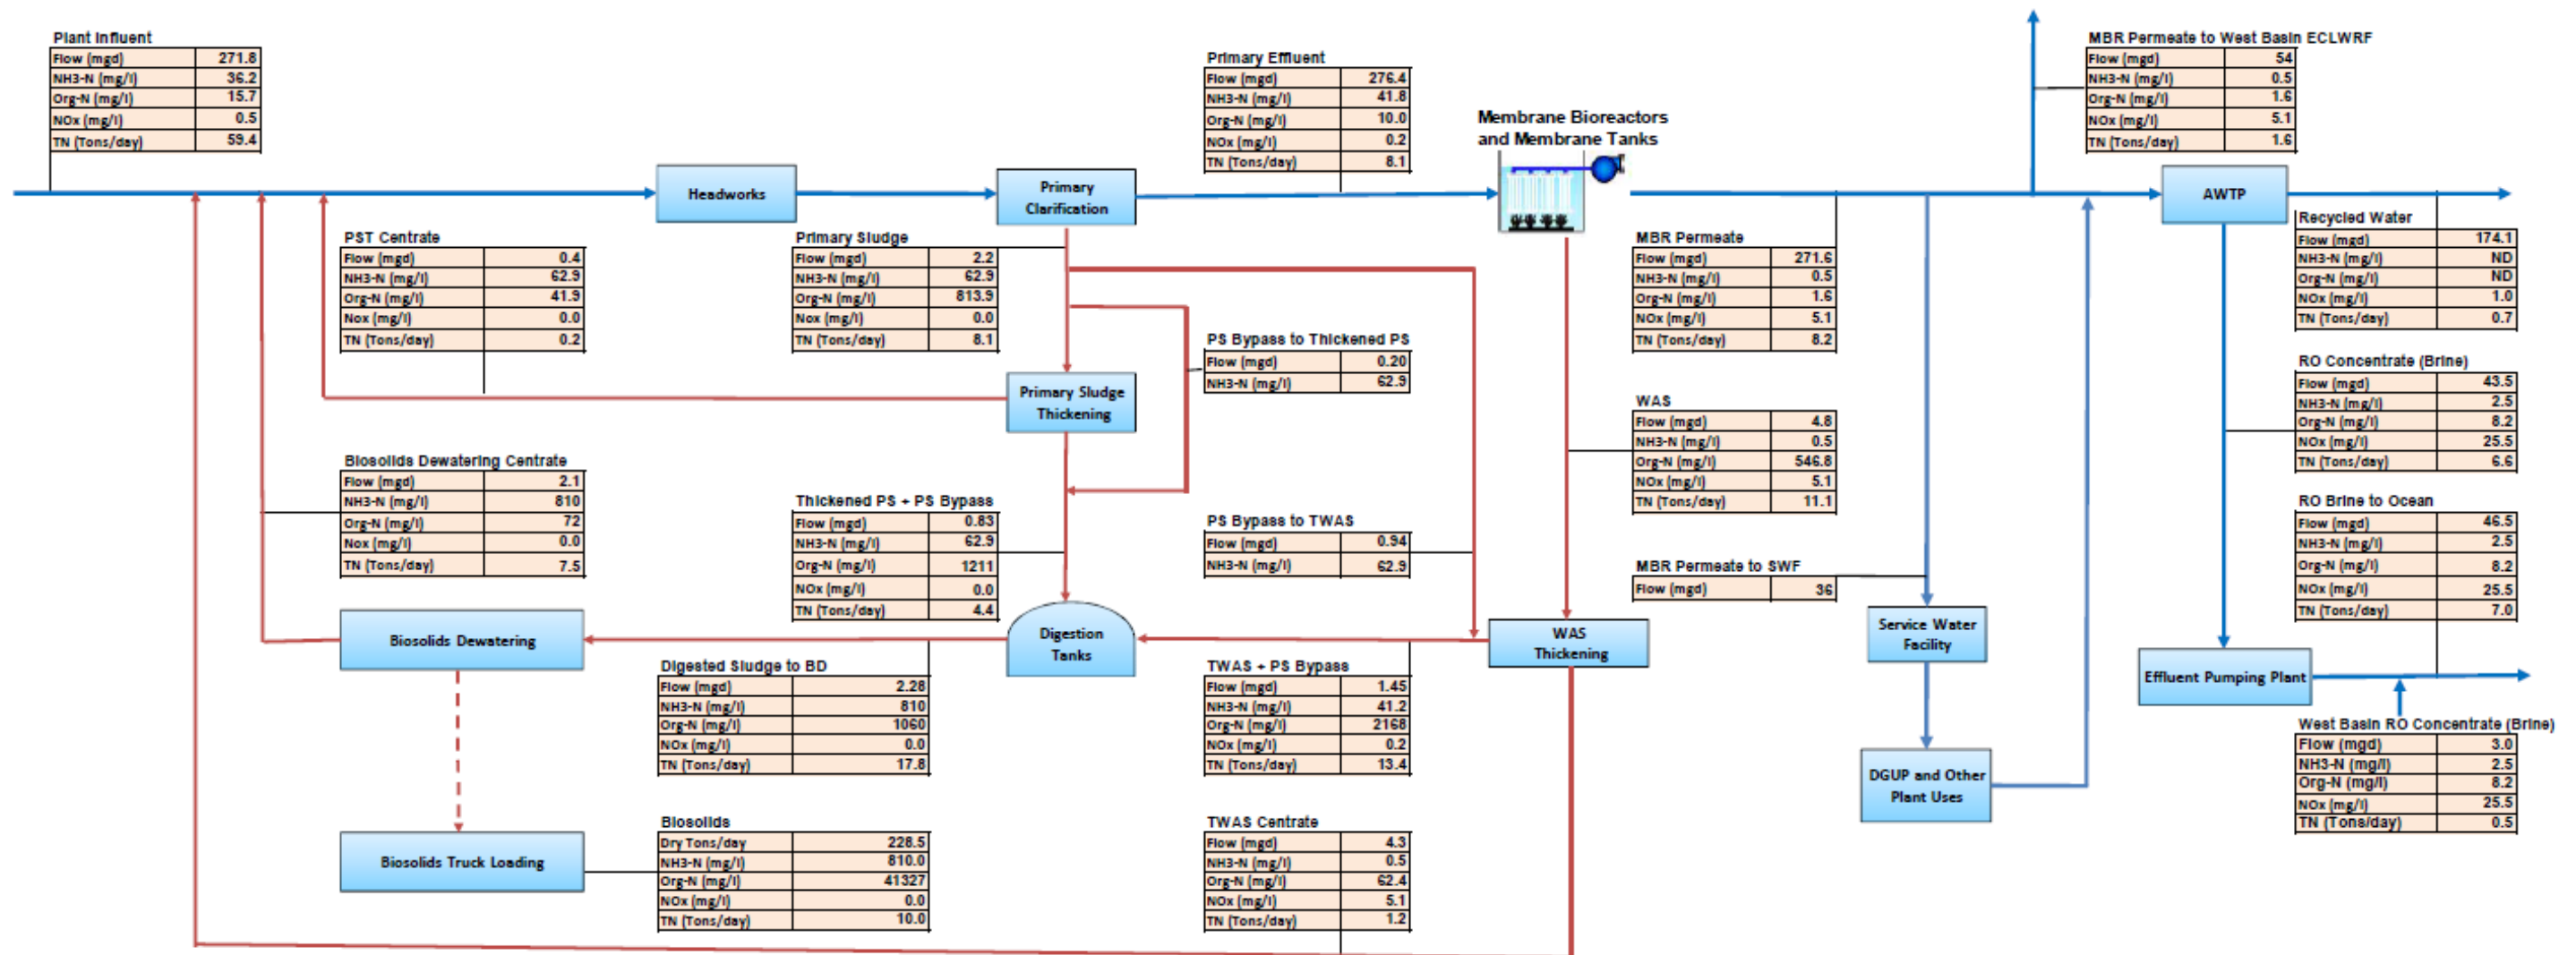 Plant Influent
Flow (mgd) 271.8
NH3-N (mg/l) 36.2
Org-N (mg/l) 15.7
NOx (mg/l) 0.5
TN (Tons/day) 59.4
Primary Effluent
Flow (mgd) 276.4
NH3-N (mg/l) 41.8
Org-N (mg/l) 10.0
NOx (mg/l) 0.2
TN (Tons/day) 8.1
Membrane Bioreactors
and Membrane Tanks
MBR Permeate to West Basin ECLWRF
Flow (mgd) 54
NH3-N (mg/l) 0.5
Org-N (mg/l) 1.6
NOx (mg/l) 5.1
TN (Tons/day) 1.6
Headworks
Primary
Clarification
AWTP
PST Centrate
Flow (mgd) 0.4
NH3-N (mg/l) 62.9
Org-N (mg/l) 41.9
Nox (mg/l) 0.0
TN (Tons/day) 0.2
Primary Sludge
Flow (mgd) 2.2
NH3-N (mg/l) 62.9
Org-N (mg/l) 813.9
Nox (mg/l) 0.0
TN (Tons/day) 8.1
MBR Permeate
Flow (mgd) 271.6
NH3-N (mg/l) 0.5
Org-N (mg/l) 1.6
NOx (mg/l) 5.1
TN (Tons/day) 8.2
Recycled Water
Flow (mgd) 174.1
NH3-N (mg/l) ND
Org-N (mg/l) ND
NOx (mg/l) 1.0
TN (Tons/day) 0.7
PS Bypass to Thickened PS
Flow (mgd) 0.20
NH3-N (mg/l) 62.9
Primary Sludge
Thickening
RO Concentrate (Brine)
Flow (mgd) 43.5
NH3-N (mg/l) 2.5
Org-N (mg/l) 8.2
NOx (mg/l) 25.5
TN (Tons/day) 6.6
WAS
Flow (mgd) 4.8
NH3-N (mg/l) 0.5
Org-N (mg/l) 546.8
NOx (mg/l) 5.1
TN (Tons/day) 11.1
Biosolids Dewatering Centrate
Flow (mgd) 2.1
NH3-N (mg/l) 810
Org-N (mg/l) 72
Nox (mg/l) 0.0
TN (Tons/day) 7.5
Thickened PS + PS Bypass
Flow (mgd) 0.83
NH3-N (mg/l) 62.9
Org-N (mg/l) 1211
NOx (mg/l) 0.0
TN (Tons/day) 4.4
PS Bypass to TWAS
Flow (mgd) 0.94
NH3-N (mg/l) 62.9
MBR Permeate to SWF
Flow (mgd) 36
RO Brine to Ocean
Flow (mgd) 46.5
NH3-N (mg/l) 2.5
Org-N (mg/l) 8.2
NOx (mg/l) 25.5
TN (Tons/day) 7.0
Biosolids Dewatering
Digestion
Tanks
WAS
Thickening
Service Water
Facility
Effluent Pumping Plant
Digested Sludge to BD
Flow (mgd) 2.28
NH3-N (mg/l) 810
Org-N (mg/l) 1060
NOx (mg/l) 0.0
TN (Tons/day) 17.8
TWAS + PS Bypass
Flow (mgd) 1.45
NH3-N (mg/l) 41.2
Org-N (mg/l) 2168
NOx (mg/l) 0.2
TN (Tons/day) 13.4
DGUP and Other
Plant Uses
West Basin RO Concentrate (Brine)
Flow (mgd) 3.0
NH3-N (mg/l) 2.5
Org-N (mg/l) 8.2
NOx (mg/l) 25.5
TN (Tons/day) 0.5
Biosolids Truck Loading
Biosolids
Dry Tons/day 228.5
NH3-N (mg/l) 810.0
Org-N (mg/l) 41327
NOx (mg/l) 0.0
TN (Tons/day) 10.0
TWAS Centrate
Flow (mgd) 4.3
NH3-N (mg/l) 0.5
Org-N (mg/l) 62.4
NOx (mg/l) 5.1
TN (Tons/day) 1.2